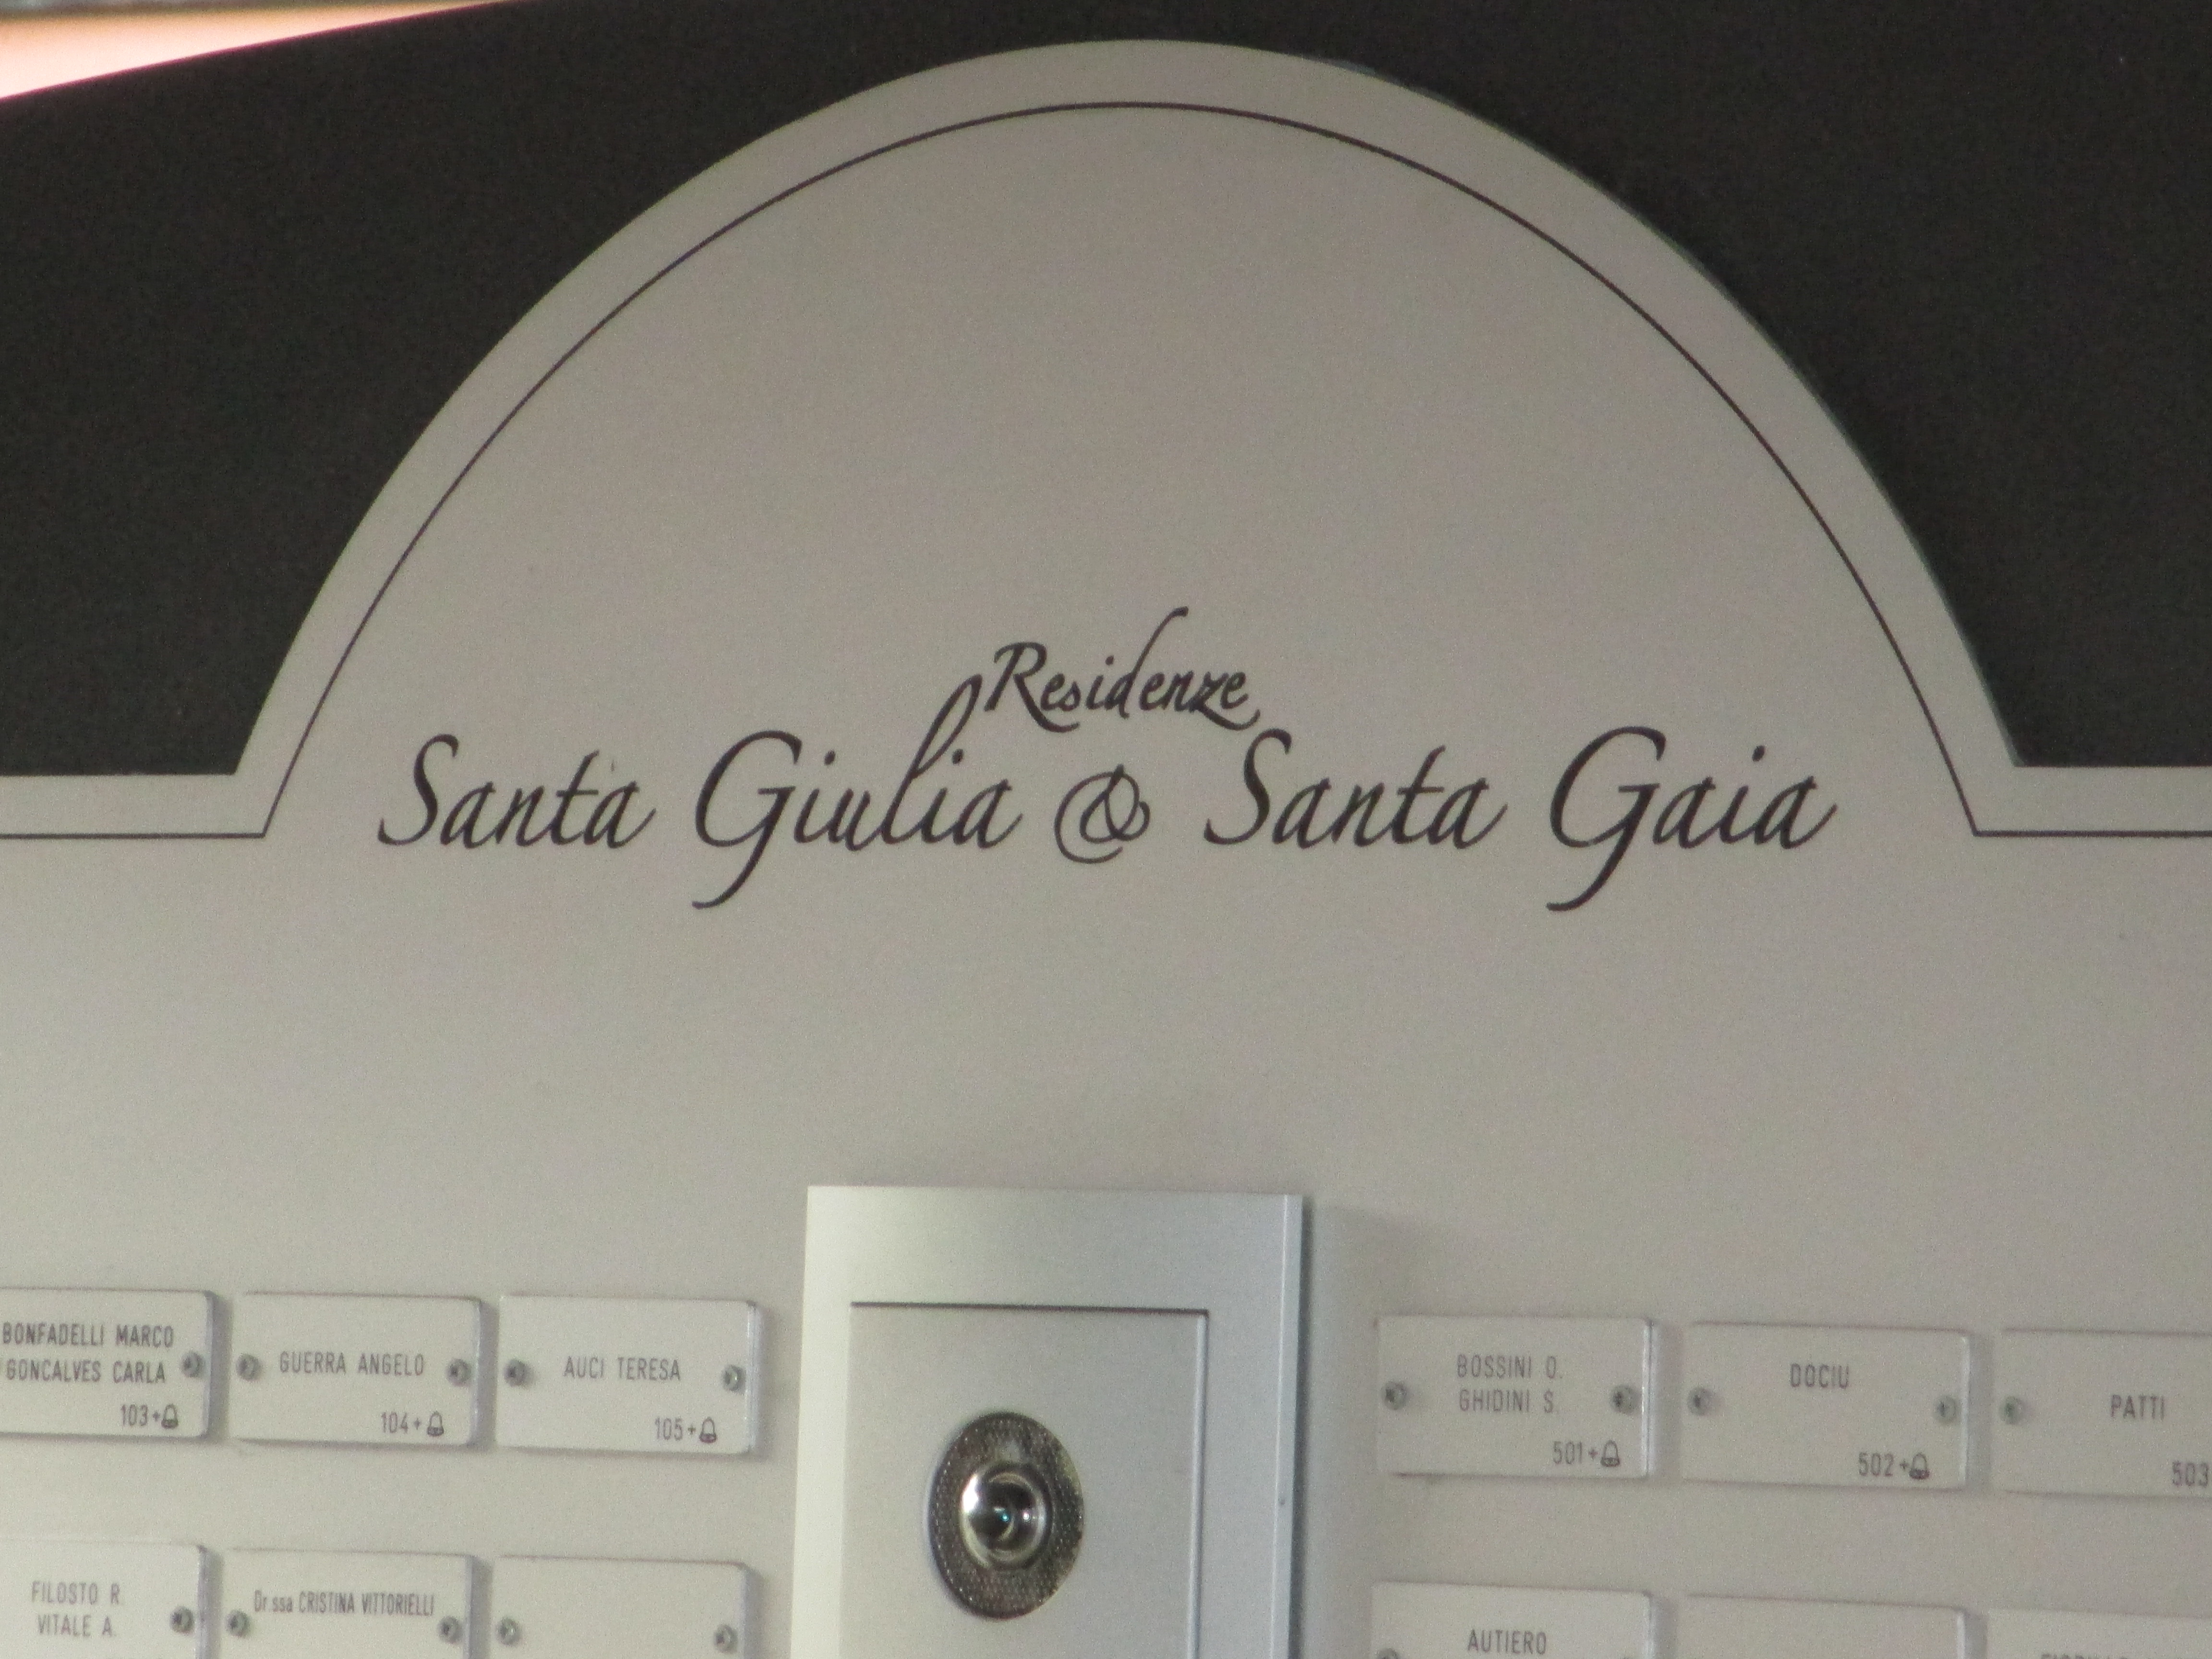 Residenze
Santa Giulia & Santa Gaia
BONFADELLI MARCO
GONCALVES CARLA
103+
GUERRA ANGELO
104+
AUCI TERESA
105+
BOSSINI O.
GHIDINI S.
501+
DOCIU
502+
PATTI
503
FILOSTO R.
VITALE A.
Dr.ssa CRISTINA VITTORIELLI
AUTIERO